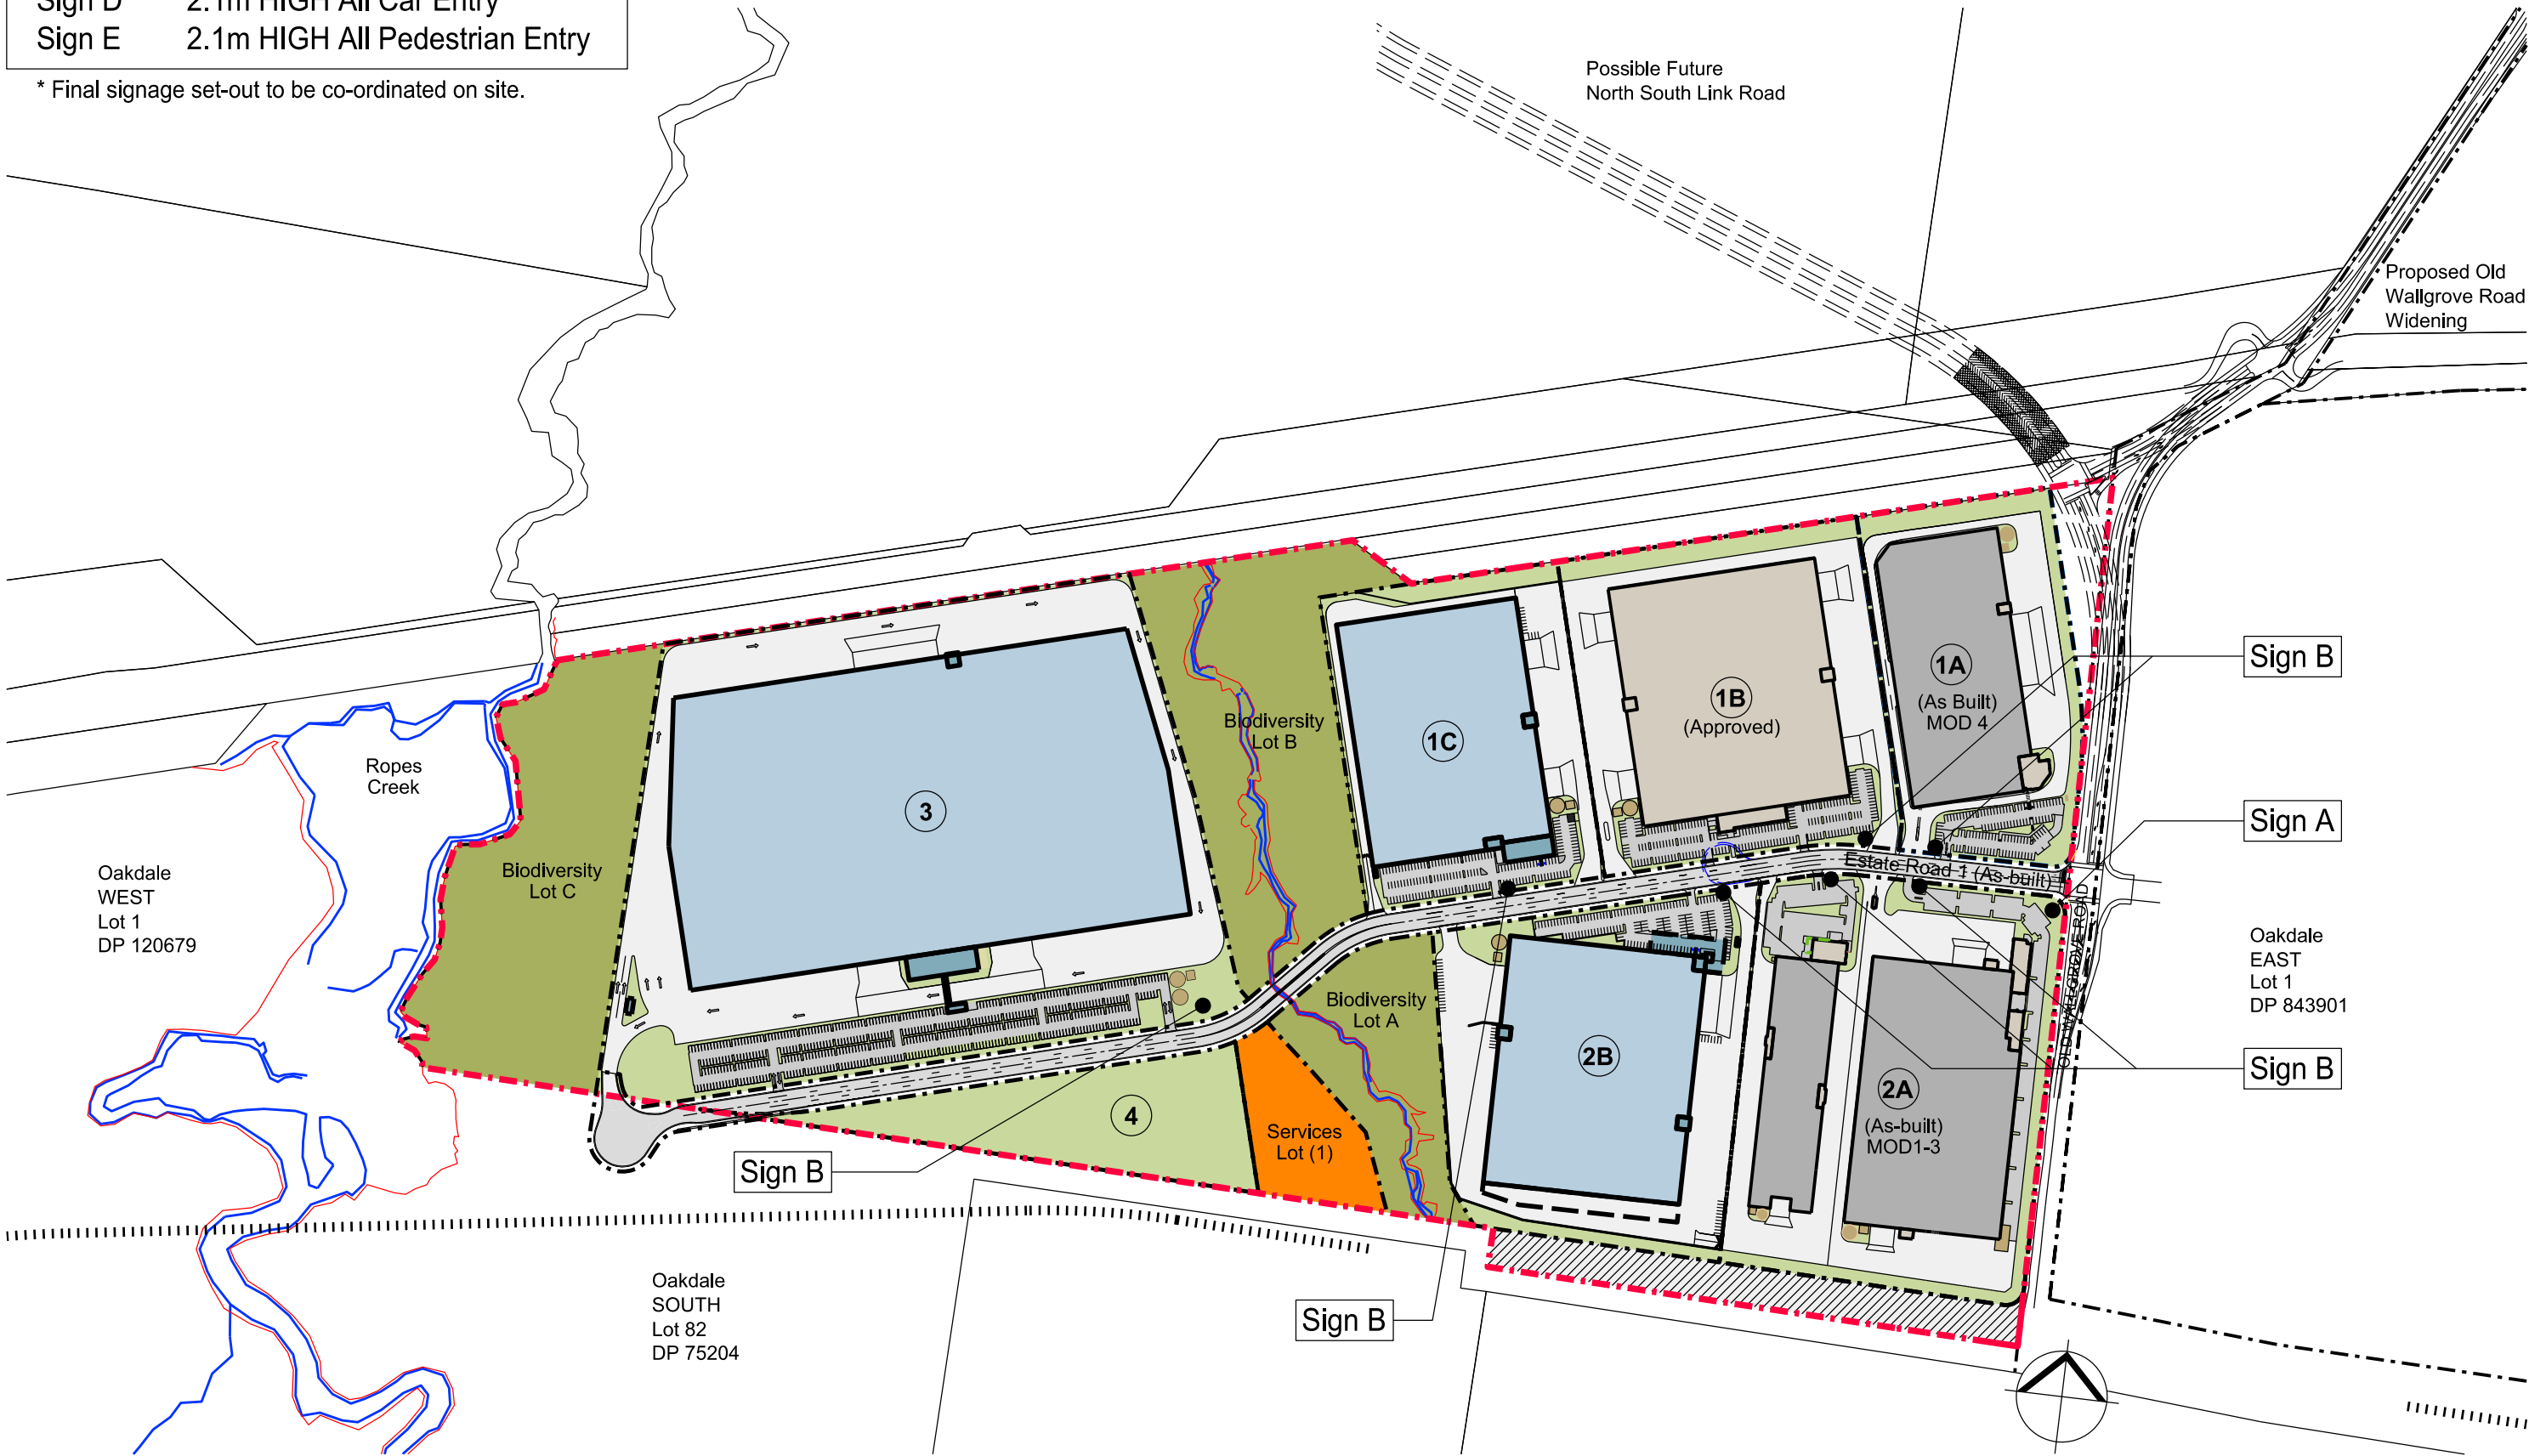 Sign D 2.1m HIGH All Car Entry
Sign E 2.1m HIGH All Pedestrian Entry
* Final signage set-out to be co-ordinated on site.
Possible Future
North South Link Road
Proposed Old
Wallgrove Road
Widening
Sign B
Sign A
Sign B
Oakdale
EAST
Lot 1
DP 843901
1A
(As Built)
MOD 4
1B
(Approved)
1C
Biodiversity
Lot B
3
Ropes
Creek
Biodiversity
Lot C
Oakdale
WEST
Lot 1
DP 120679
Estate Road 1 (As-built)
OLD WALLGROVE ROAD
Biodiversity
Lot A
2B
2A
(As-built)
MOD1-3
4
Services
Lot (1)
Sign B
Sign B
Oakdale
SOUTH
Lot 82
DP 75204